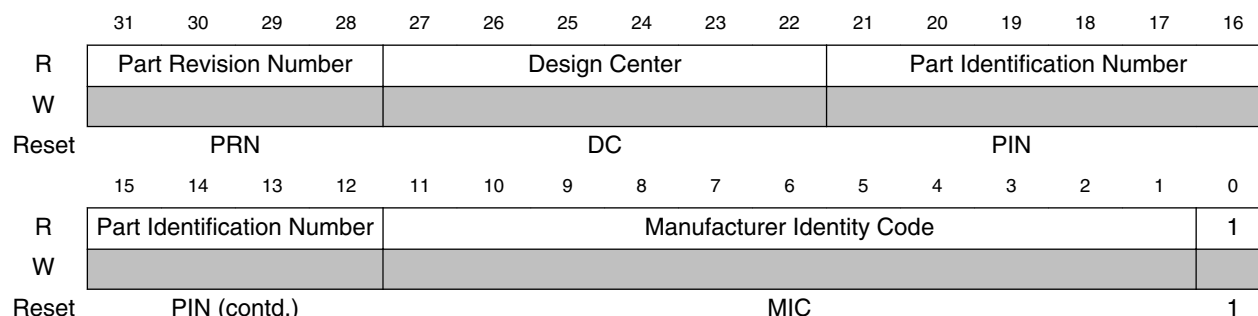 31 30 29 28 27 26 25 24 23 22 21 20 19 18 17 16
R Part Revision Number Design Center Part Identification Number
W
Reset PRN DC PIN
15 14 13 12 11 10 9 8 7 6 5 4 3 2 1 0
R Part Identification Number Manufacturer Identity Code 1
W
Reset PIN (contd.) MIC 1